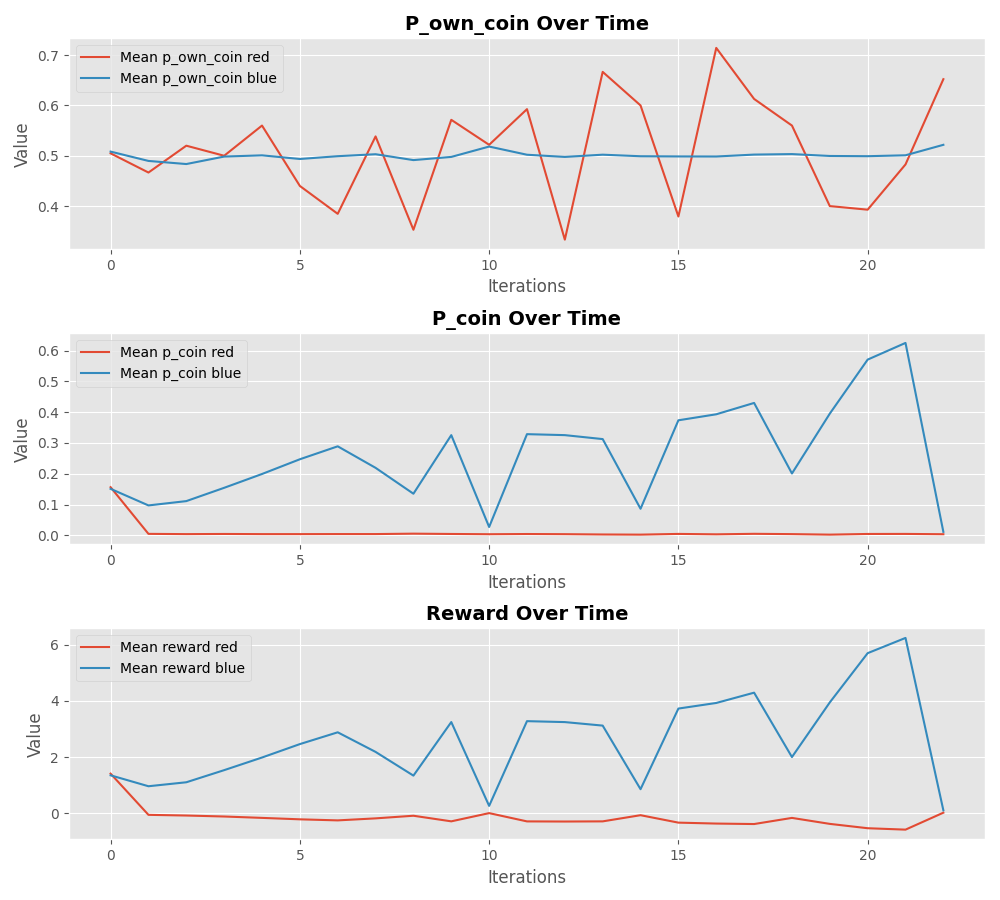 P_own_coin Over Time
Mean p_own_coin red
Mean p_own_coin blue
Value
0.7
0.6
0.5
0.4
0 5 10 15 20
Iterations
P_coin Over Time
Mean p_coin red
Mean p_coin blue
Value
0.6
0.5
0.4
0.3
0.2
0.1
0.0
0 5 10 15 20
Iterations
Reward Over Time
Mean reward red
Mean reward blue
Value
6
4
2
0
0 5 10 15 20
Iterations